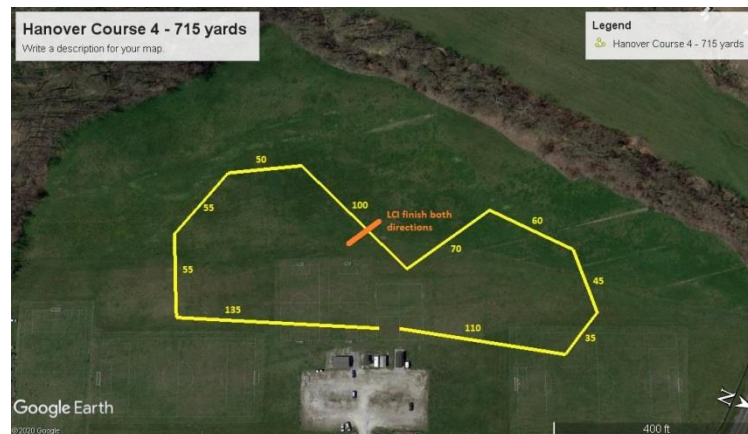 Hanover Course 4 - 715 yards
Write a description for your map.
Legend
Hanover Course 4 - 715 yards
50
55
100
LCI finish both
directions
60
70
55
45
135
110
35
N
Google Earth
©2020 Google
400 ft